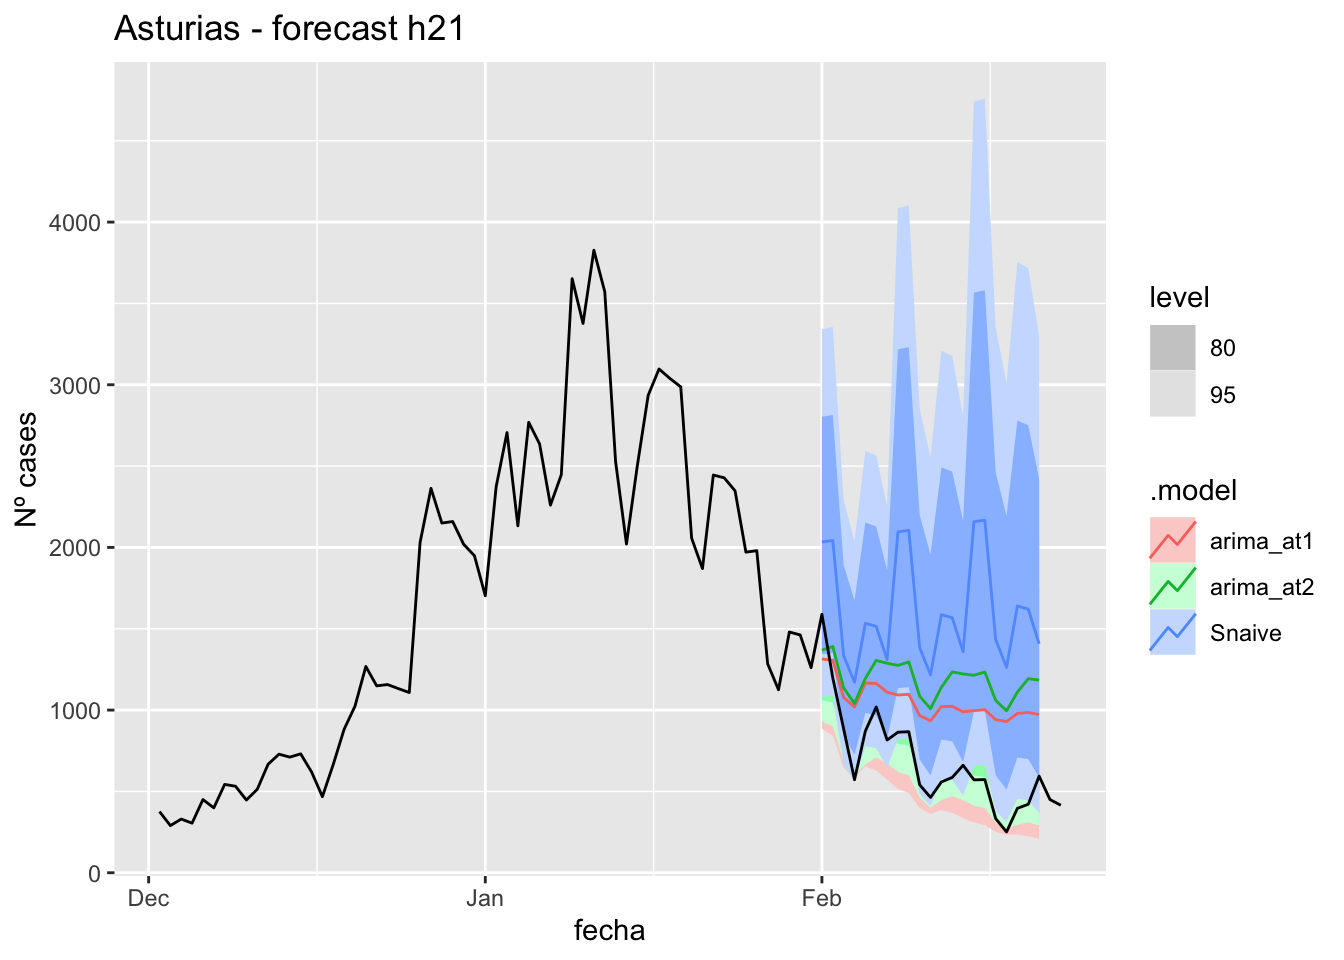 Asturias - forecast h21
Nº cases
4000
3000
2000
1000
0
Dec
Jan
Feb
fecha
level
80
95
.model
arima_at1
arima_at2
Snaive